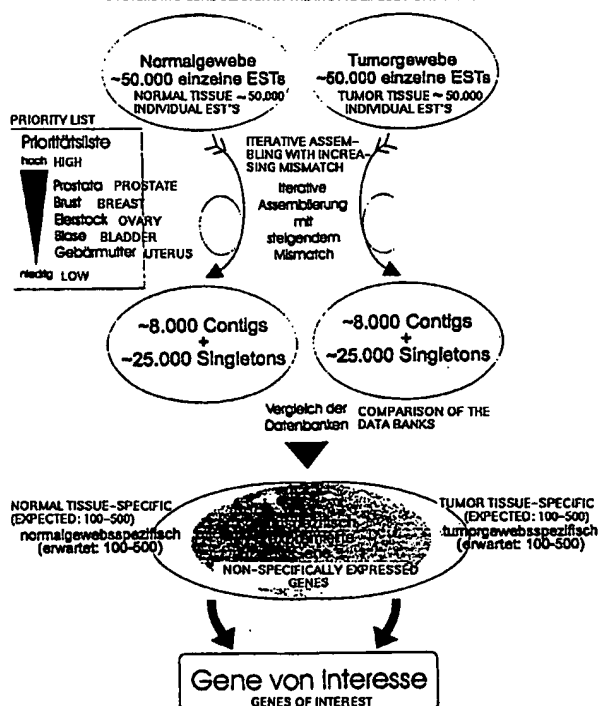 Normalgewebe
~50.000 einzelne ESTs
NORMAL TISSUE ~ 50.000
INDIVIDUAL EST'S
Tumorgewebe
~50.000 einzelne ESTs
TUMOR TISSUE ~ 50.000
INDIVIDUAL EST'S
PRIORITY LIST
Prioritätsliste
hoch HIGH
Prostata PROSTATE
Brust BREAST
Eierstock OVARY
Blase BLADDER
Gebärmutter UTERUS
niedrig LOW
ITERATIVE ASSEM-
BLING WITH INCREA-
SING MISMATCH
Iterative
Assemblierung
mit
steigendem
Mismatch
~8.000 Contigs
+
~25.000 Singletons
~8.000 Contigs
+
~25.000 Singletons
Vergleich der
Datenbanken
COMPARISON OF THE
DATA BANKS
NORMAL TISSUE-SPECIFIC
(EXPECTED: 100-500)
normalgewebsspezifisch
(erwartet: 100-500)
TUMOR TISSUE-SPECIFIC
(EXPECTED: 100-500)
tumorgewebsspezifisch
(erwartet: 100-500)
NON-SPECIFICALLY EXPRESSED
GENES
Gene von Interesse
GENES OF INTEREST